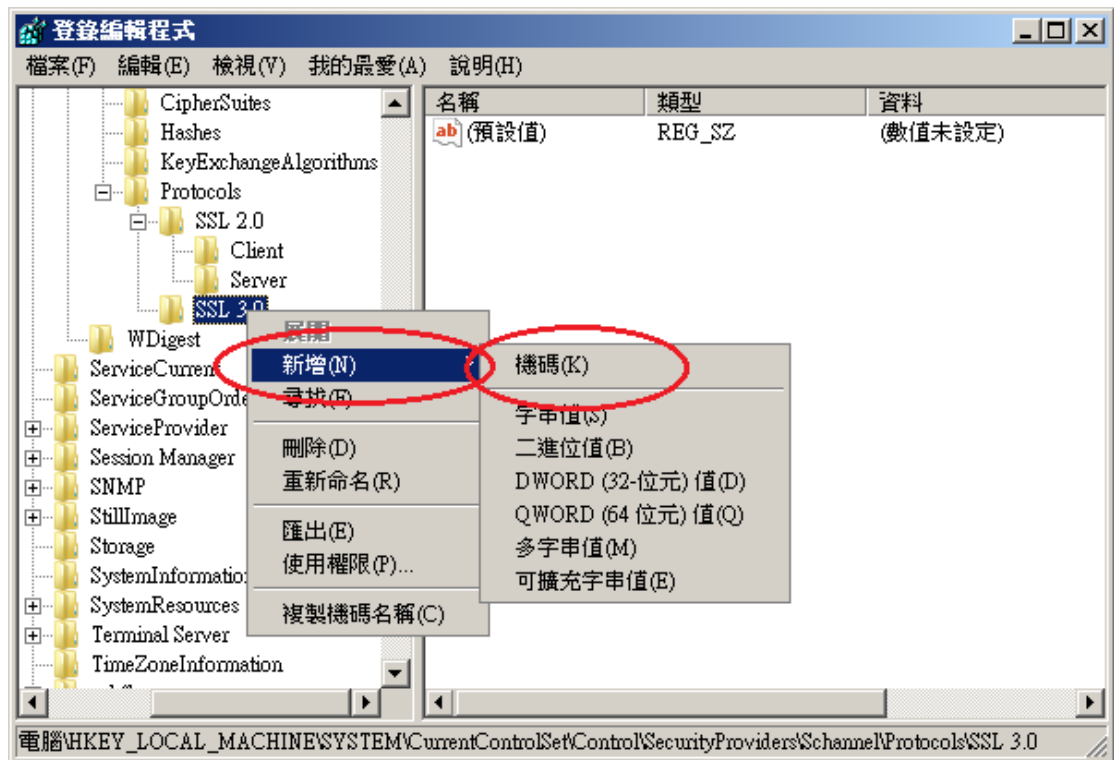 登錄編輯程式
檔案(F) 編輯(E) 檢視(V) 我的最愛(A) 說明(H)
名稱 類型 資料
(預設值) REG_SZ (數值未設定)
CipherSuites
Hashes
KeyExchangeAlgorithms
Protocols
SSL 2.0
Client
Server
SSL 3.0
WDigest
ServiceCurren
ServiceGroupOrde
ServiceProvider
Session Manager
SNMP
StillImage
Storage
SystemInformatio
SystemResources
Terminal Server
TimeZoneInformation
展開
新增(N)
尋找(F)
刪除(D)
重新命名(R)
匯出(E)
使用權限(P)...
複製機碼名稱(C)
機碼(K)
字串值(S)
二進位值(B)
DWORD (32-位元) 值(D)
QWORD (64 位元) 值(Q)
多字串值(M)
可擴充字串值(E)
電腦\HKEY_LOCAL_MACHINE\SYSTEM\CurrentControlSet\Control\SecurityProviders\Schannel\Protocols\SSL 3.0